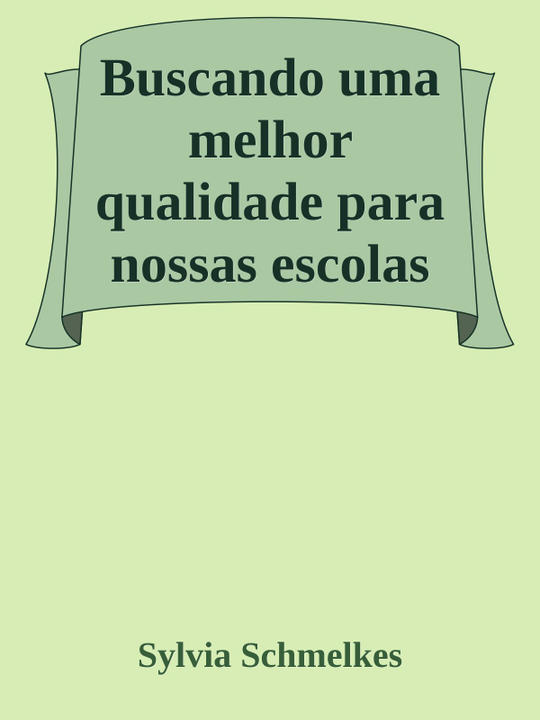 Buscando uma
melhor
qualidade para
nossas escolas
Sylvia Schmelkes